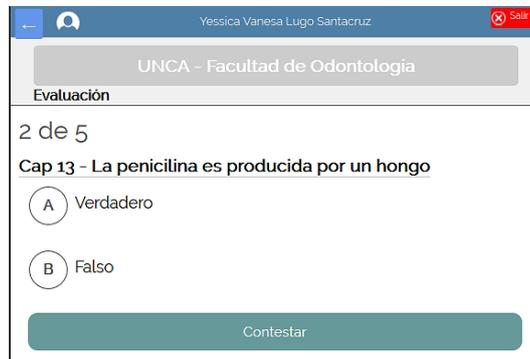 Yessica Vanesa Lugo Santacruz
Salir
UNCA - Facultad de Odontologia
Evaluación
2 de 5
Cap 13 - La penicilina es producida por un hongo
A Verdadero
B Falso
Contestar